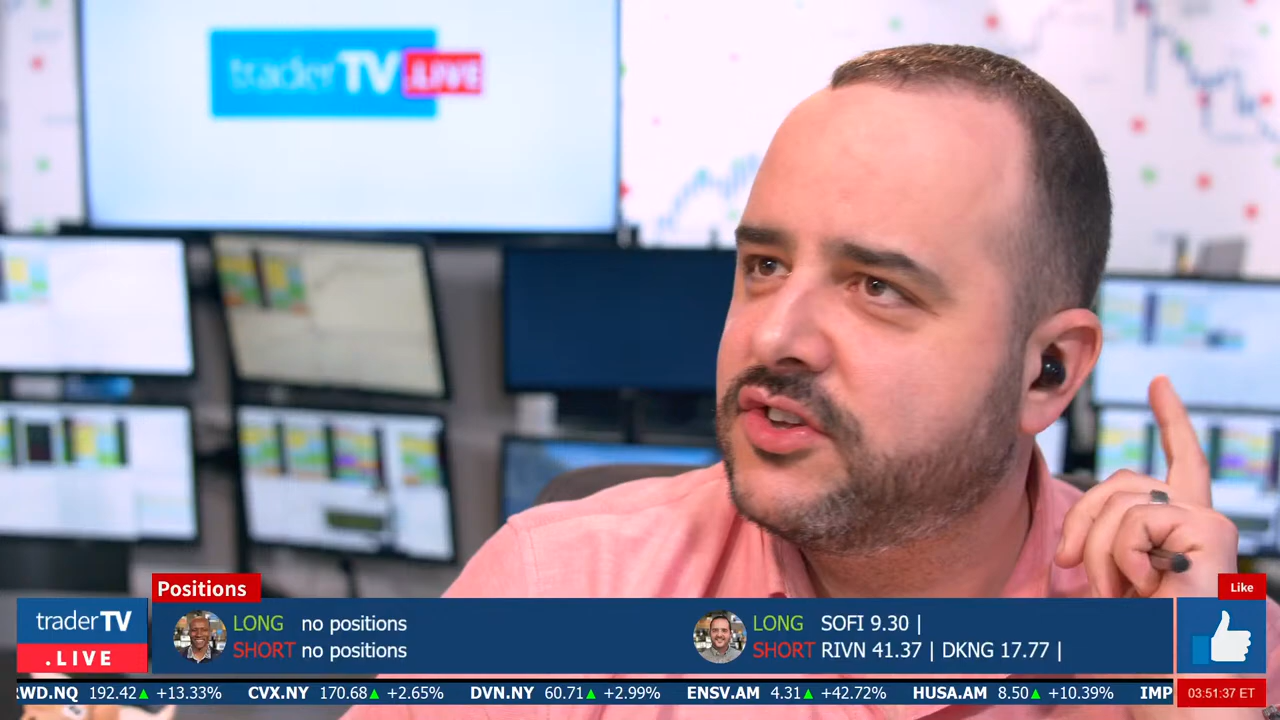 traderTV.LIVE
Positions
Like
traderTV
.LIVE
LONG no positions
SHORT no positions
LONG SOFI 9.30 |
SHORT RIVN 41.37 | DKNG 17.77 |
WD.NQ 192.42 +13.33% CVX.NY 170.68 +2.65% DVN.NY 60.71 +2.99% ENSV.AM 4.31 +42.72% HUSA.AM 8.50 +10.39% IMP
03:51:37 ET